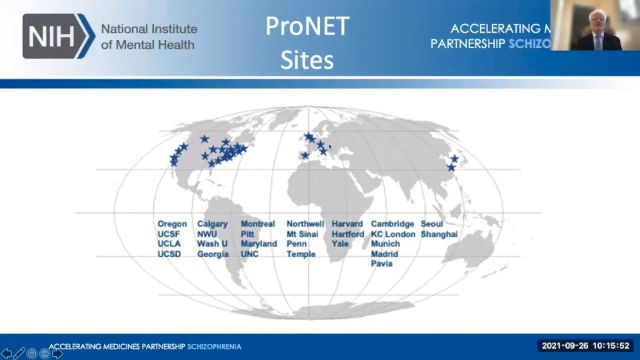 NIH
National Institute
of Mental Health
ProNET
Sites
ACCELERATING
PARTNERSHIP
Oregon Calgary Montreal Northwell Harvard Cambridge Seoul
UCSF NWU Pitt Mt Sinai Hartford KC London Shanghai
UCLA Wash U Maryland Penn Yale Munich
UCSD Georgia UNC Temple Madrid
Pavia
ACCELERATING MEDICINES PARTNERSHIP SCHIZOPHRENIA
2021-09-26 10:15:52